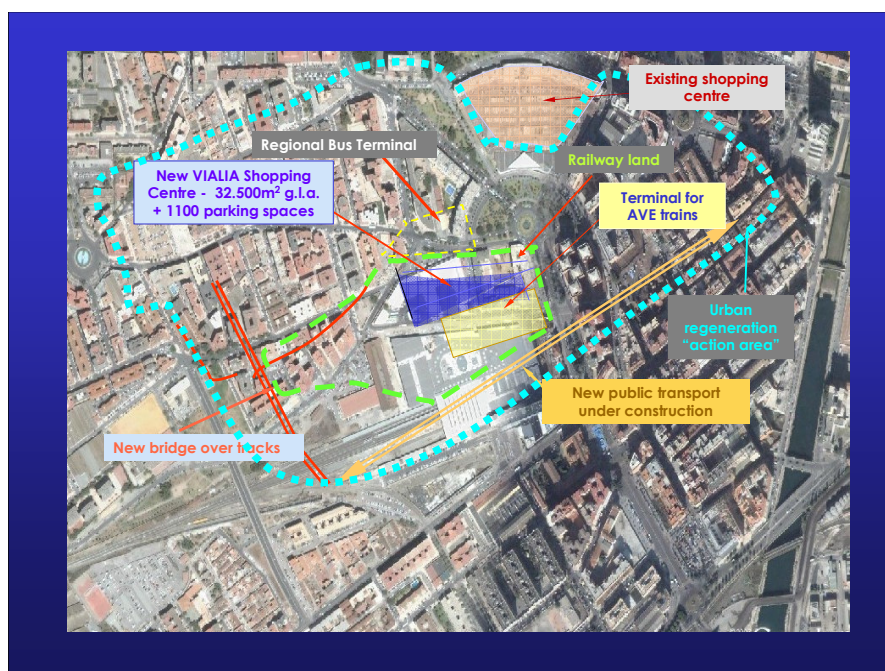 Existing shopping
centre
Regional Bus Terminal
Railway land
New VIALIA Shopping
Centre - 32.500m² g.l.a.
+ 1100 parking spaces
Terminal for
AVE trains
Urban
regeneration
“action area”
New public transport
under construction
New bridge over tracks